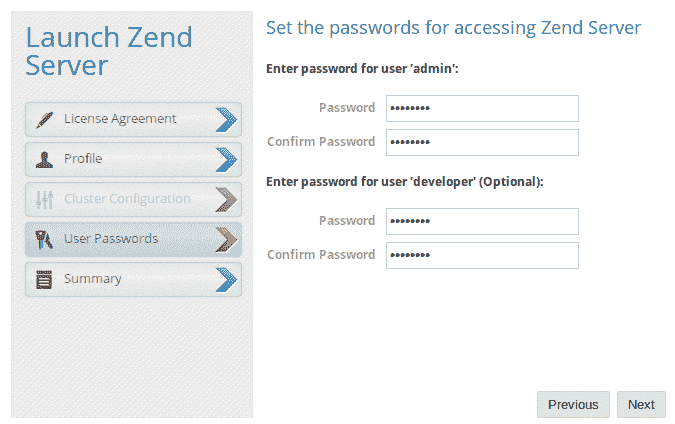 Launch Zend
Server
License Agreement
Profile
Cluster Configuration
User Passwords
Summary
Set the passwords for accessing Zend Server
Enter password for user 'admin':
Password ••••••••
Confirm Password ••••••••
Enter password for user 'developer' (Optional):
Password ••••••••
Confirm Password ••••••••
Previous Next